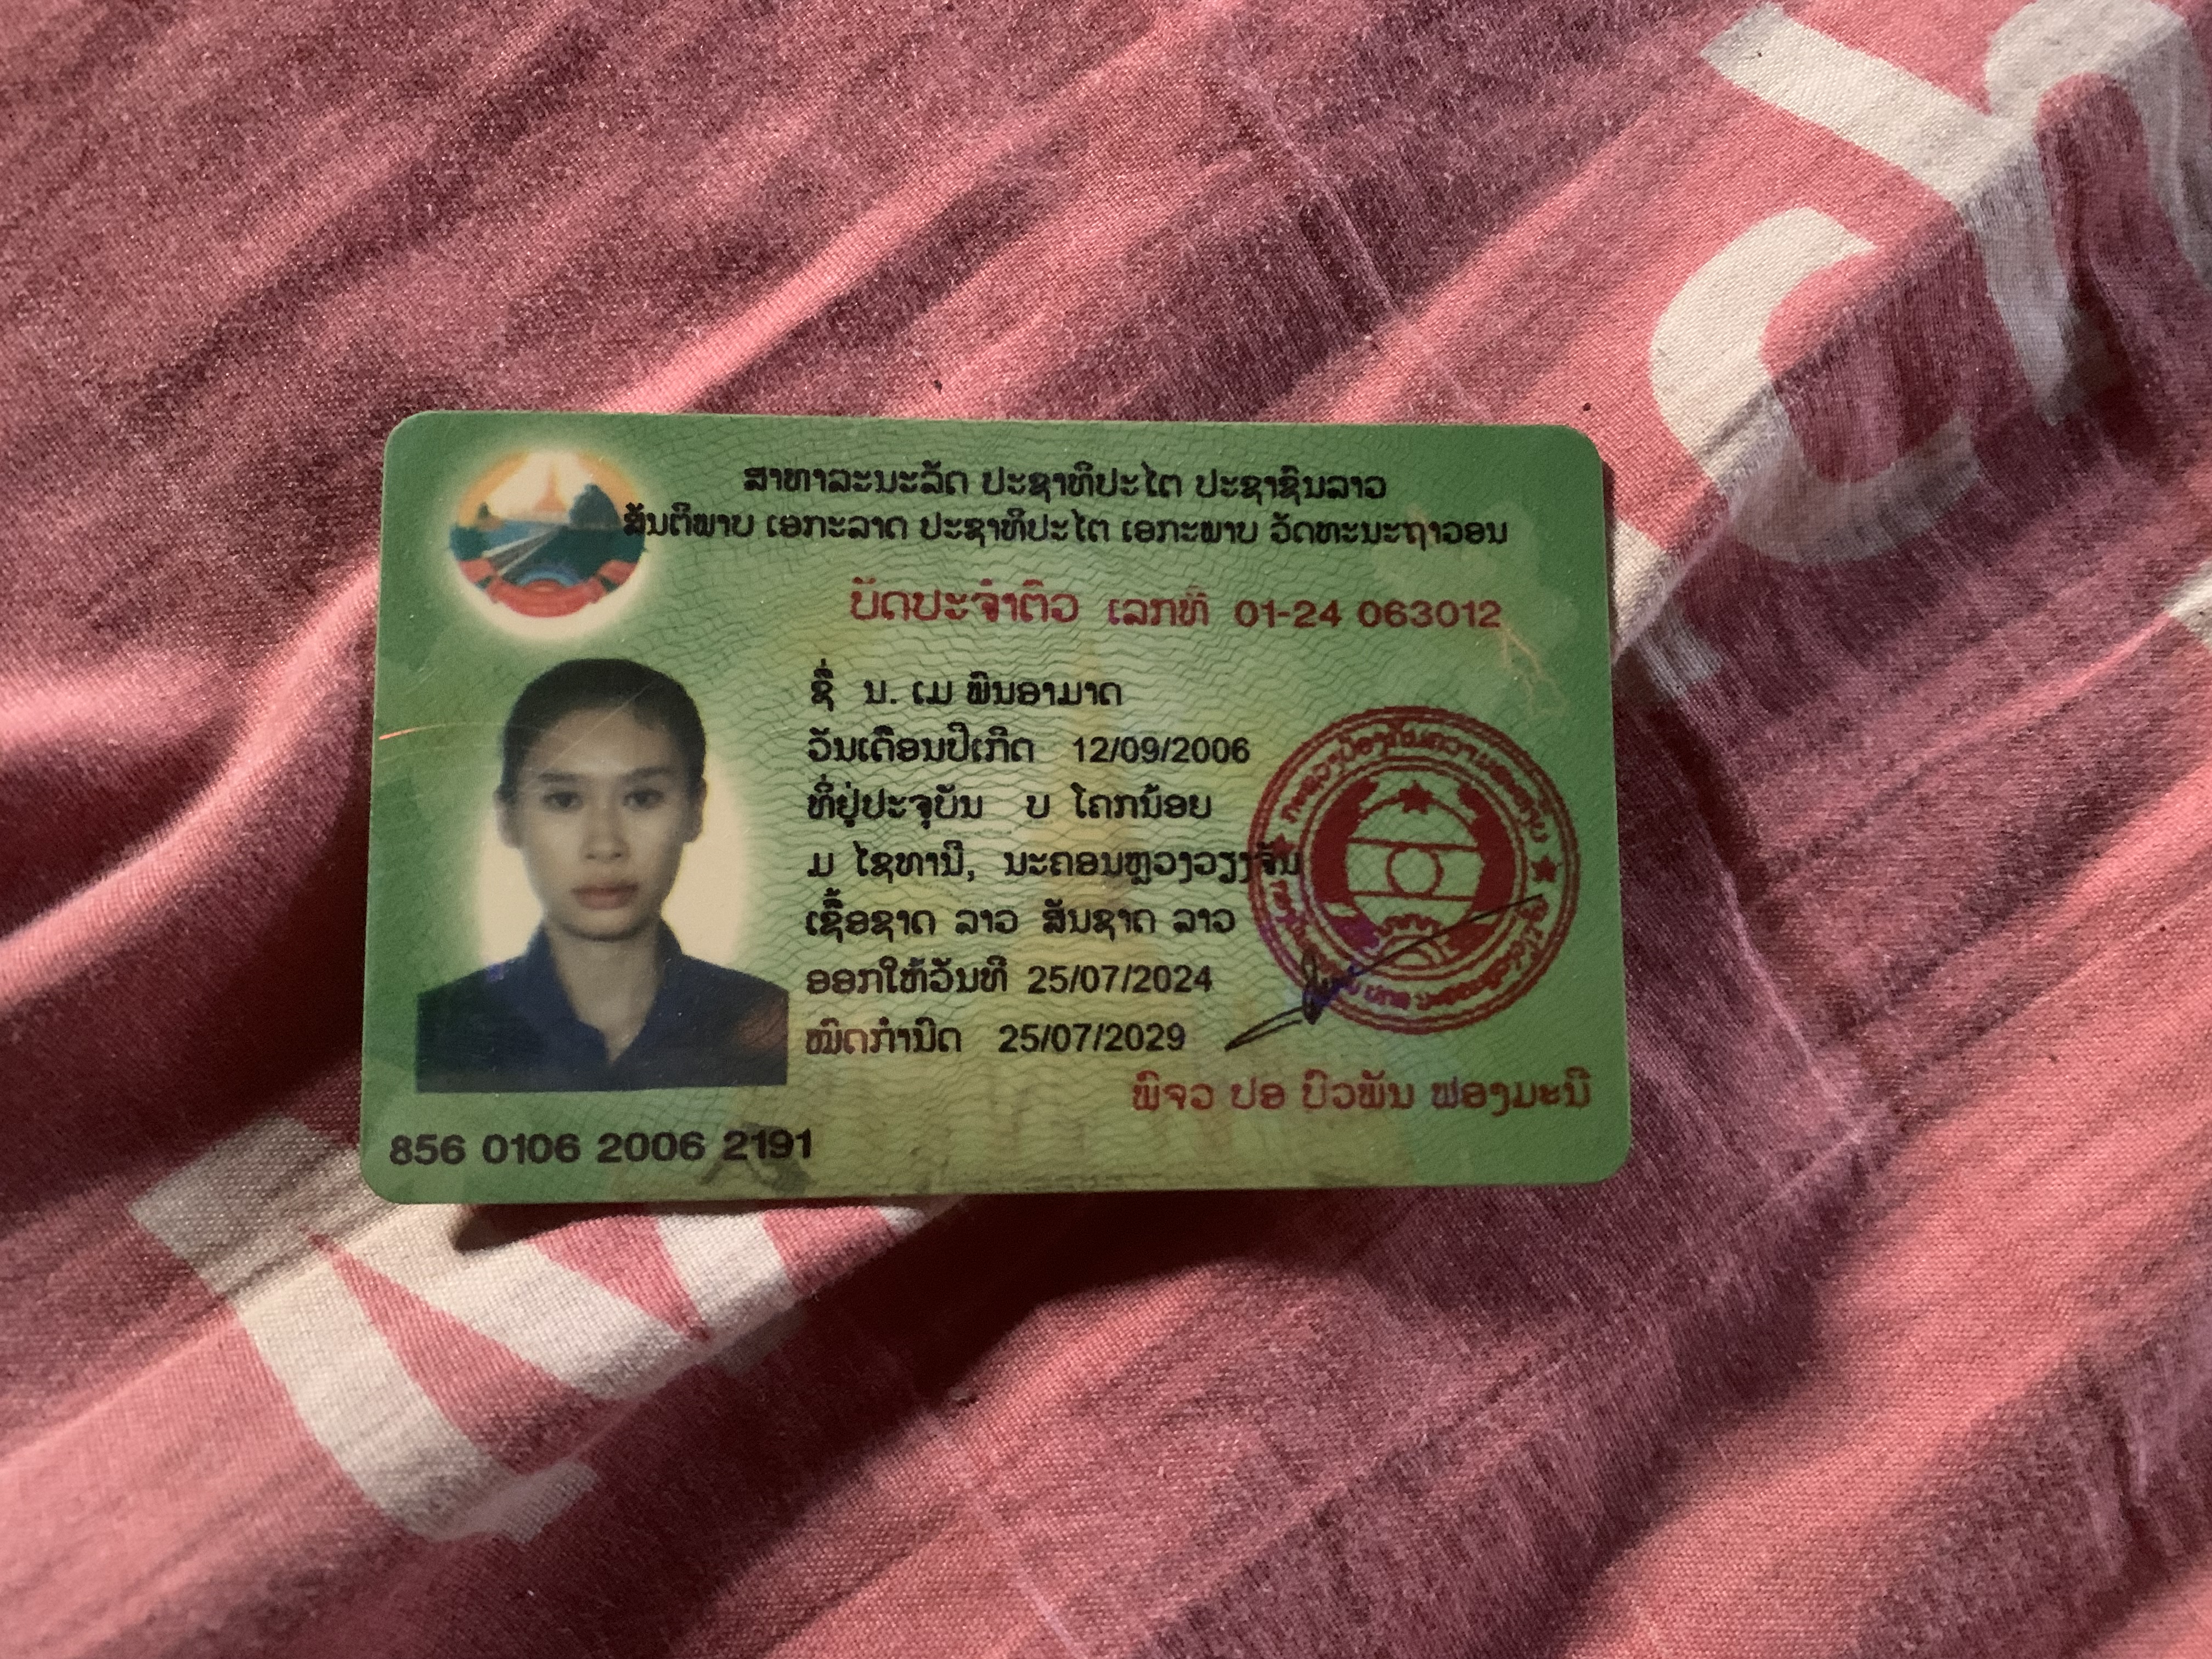 ສາທາລະນະລັດ ປະຊາທິປະໄຕ ປະຊາຊົນລາວ
ສັນຕິພາບ ເອກະລາດ ປະຊາທິປະໄຕ ເອກະພາບ ວັດທະນະຖາວອນ
ບັດປະຈຳຕົວ ເລກທີ 01-24 063012
ຊື່ ນ. ເມ ພິນອາມາດ
ວັນເດືອນປີເກີດ 12/09/2006
ທີ່ຢູ່ປະຈຸບັນ ບ ໂຄກນ້ອຍ
ມ ໄຊທານີ, ນະຄອນຫຼວງວຽງຈັນ
ເຊື້ອຊາດ ລາວ ສັນຊາດ ລາວ
ອອກໃຫ້ວັນທີ 25/07/2024
ໝົດກຳນົດ 25/07/2029
ພົຈວ ປອ ບົວພັນ ຟອງມະນີ
856 0106 2006 2191